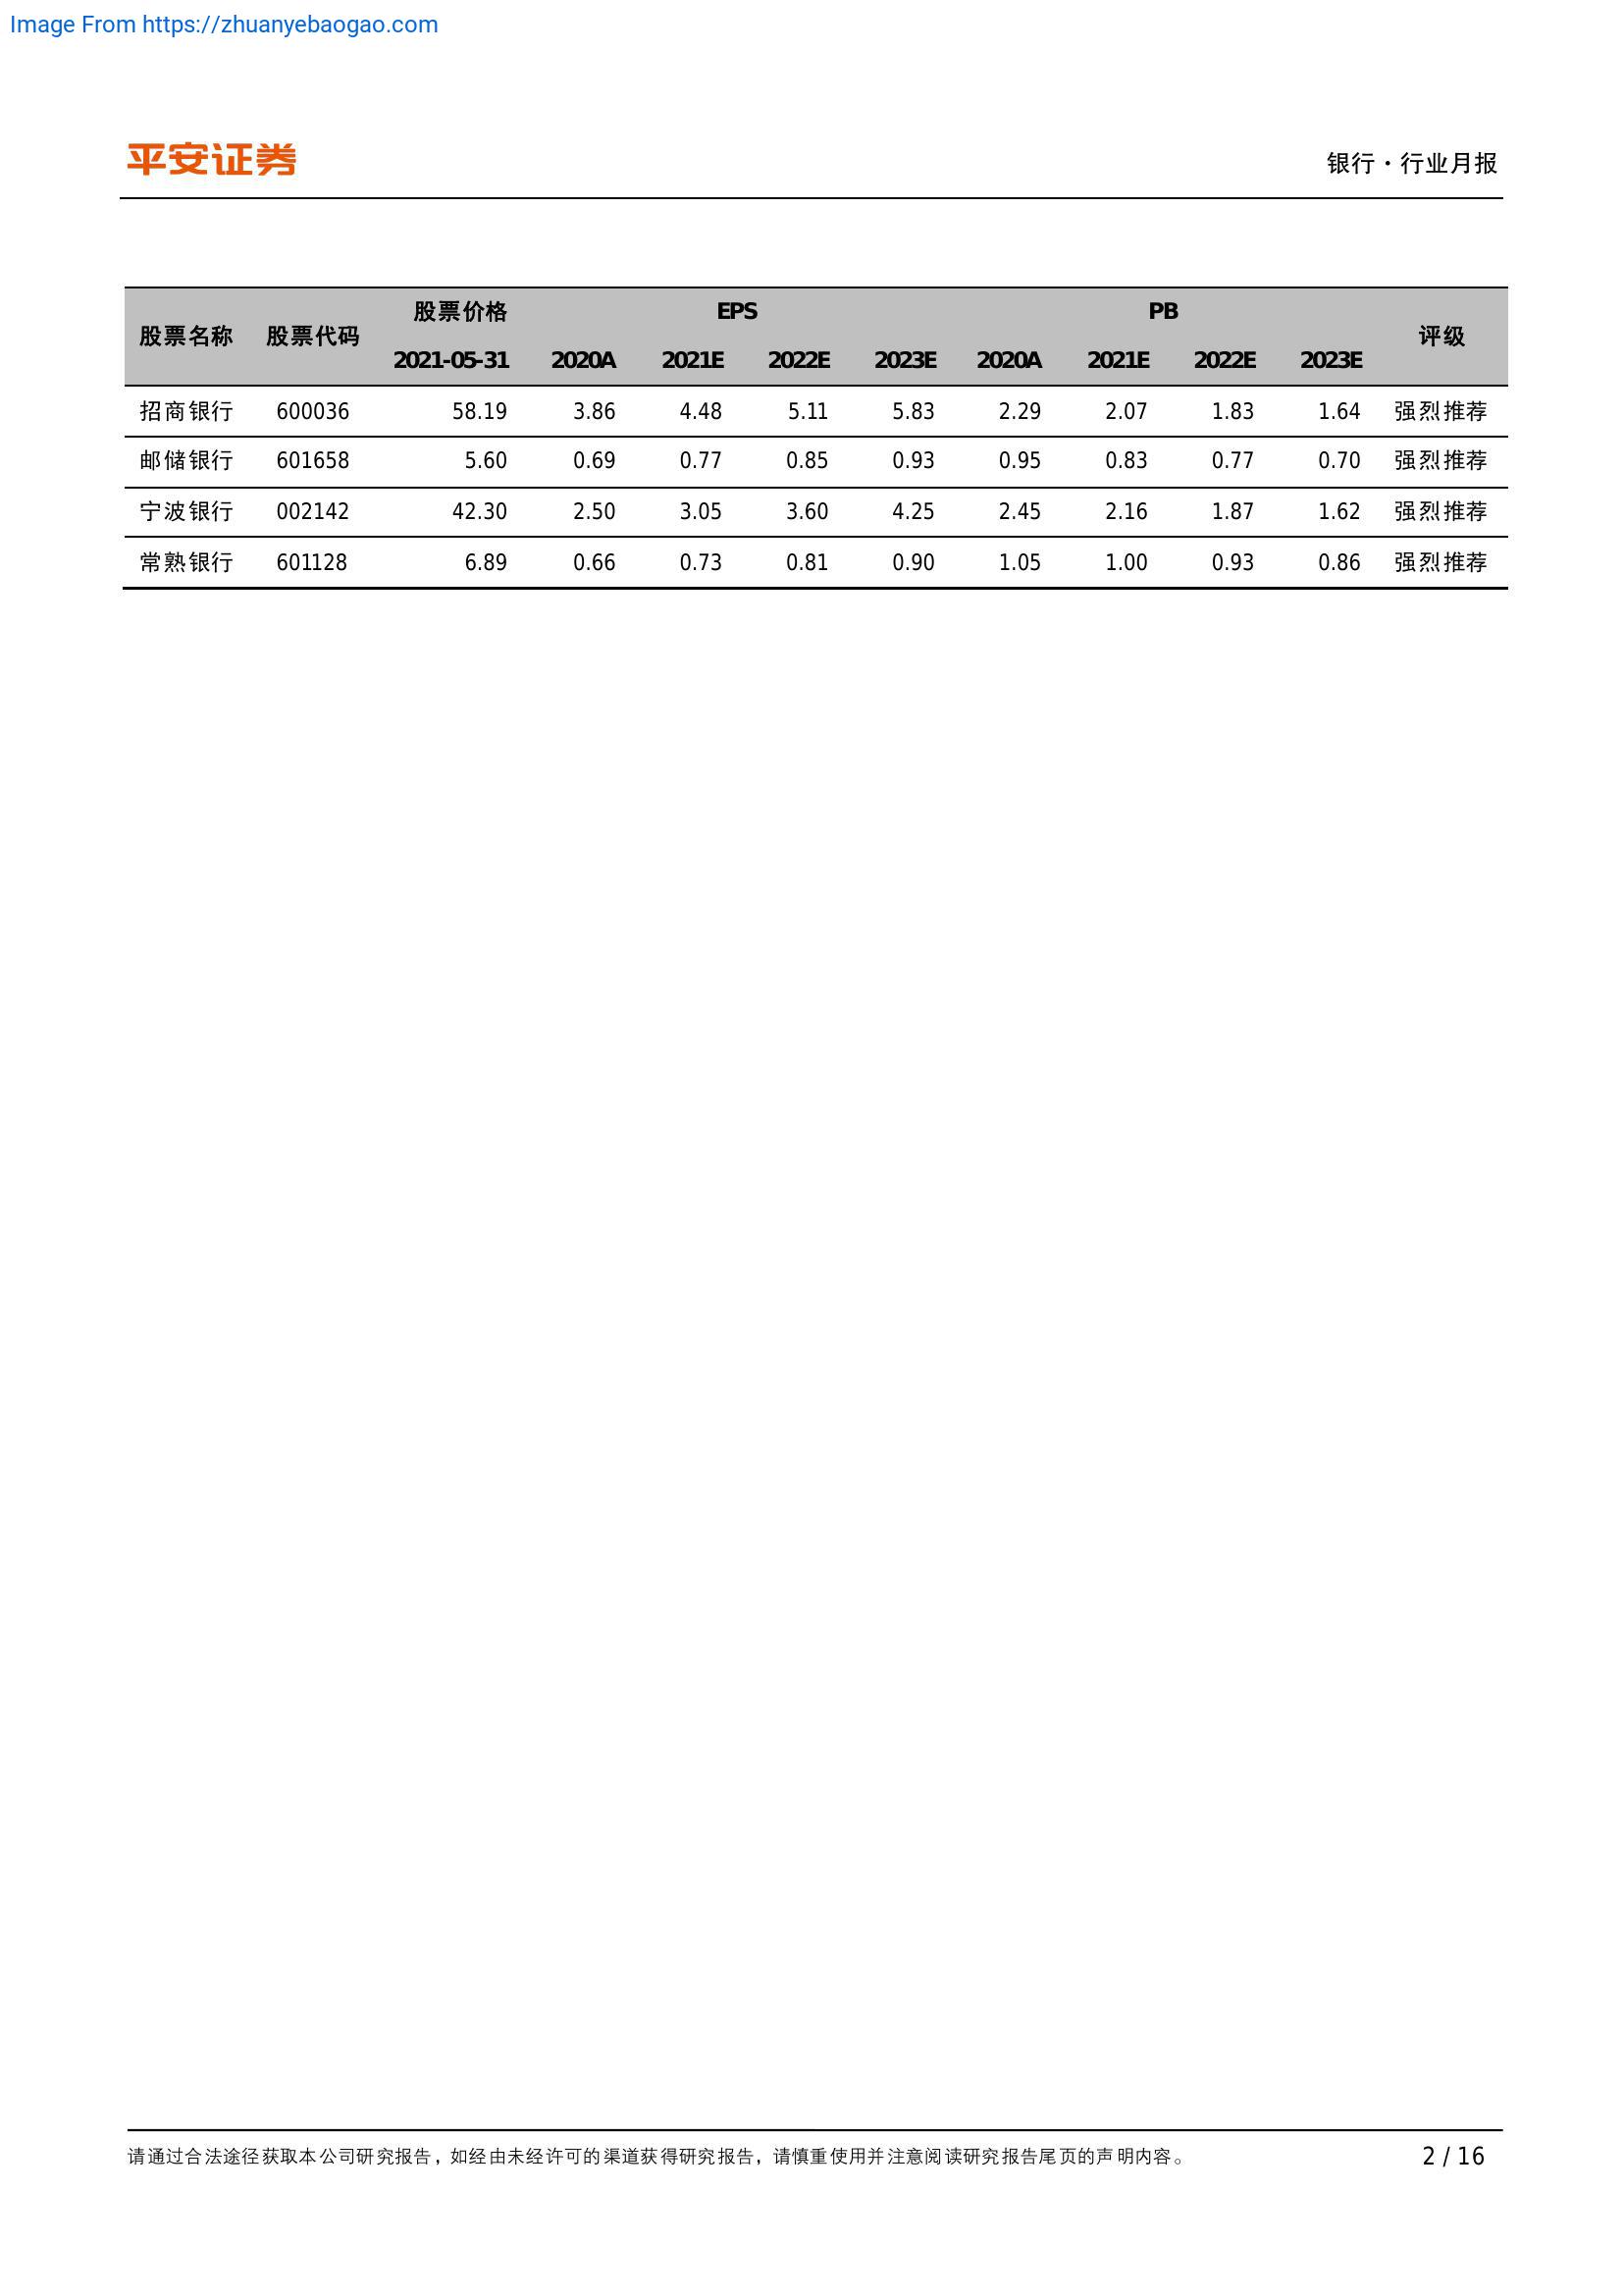 Image From https://zhuanyebaogao.com
平安证券
银行·行业月报
股票名称 股票代码 股票价格 EPS PB 评级
2021-05-31 2020A 2021E 2022E 2023E 2020A 2021E 2022E 2023E
招商银行 600036 58.19 3.86 4.48 5.11 5.83 2.29 2.07 1.83 1.64 强烈推荐
邮储银行 601658 5.60 0.69 0.77 0.85 0.93 0.95 0.83 0.77 0.70 强烈推荐
宁波银行 002142 42.30 2.50 3.05 3.60 4.25 2.45 2.16 1.87 1.62 强烈推荐
常熟银行 601128 6.89 0.66 0.73 0.81 0.90 1.05 1.00 0.93 0.86 强烈推荐
请通过合法途径获取本公司研究报告，如经由未经许可的渠道获得研究报告，请慎重使用并注意阅读研究报告尾页的声明内容。 2 / 16